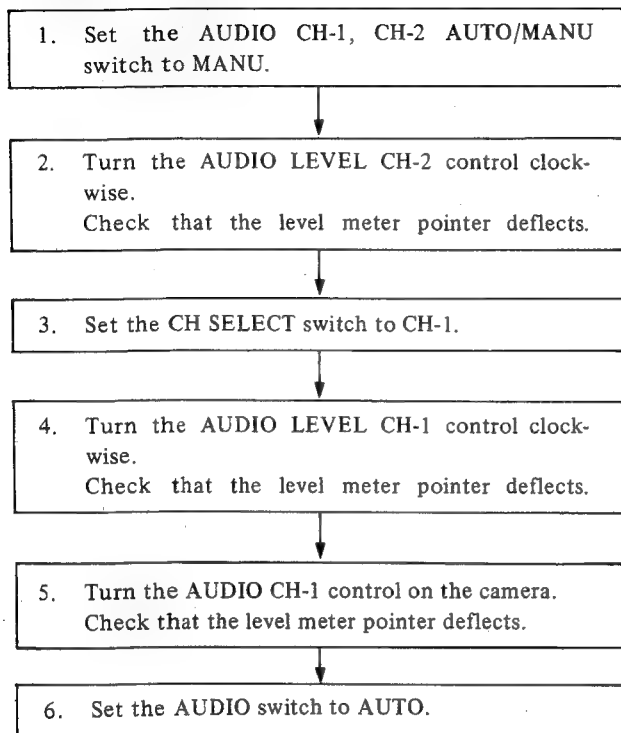 1. Set the AUDIO CH-1, CH-2 AUTO/MANU
switch to MANU.
2. Turn the AUDIO LEVEL CH-2 control clock-
wise.
Check that the level meter pointer deflects.
3. Set the CH SELECT switch to CH-1.
4. Turn the AUDIO LEVEL CH-1 control clock-
wise.
Check that the level meter pointer deflects.
5. Turn the AUDIO CH-1 control on the camera.
Check that the level meter pointer deflects.
6. Set the AUDIO switch to AUTO.